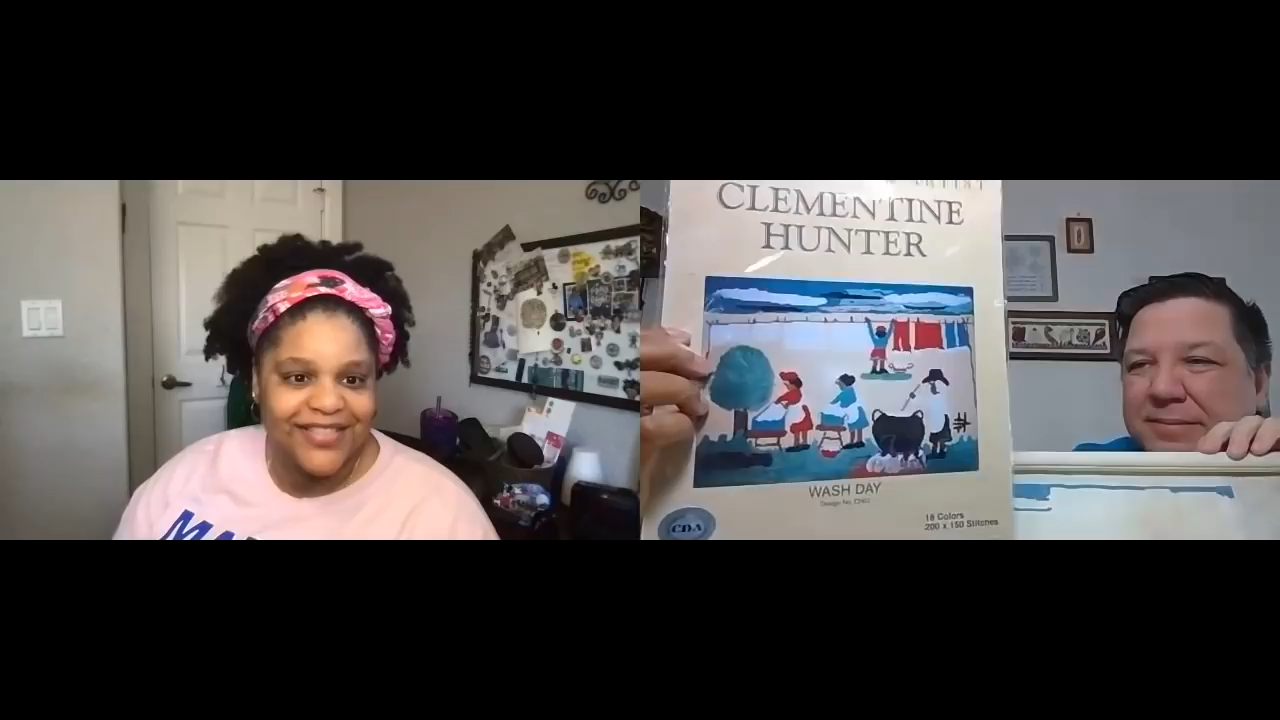 CLEMENTINE
HUNTER
WASH DAY
CDA
18 Colors
200 x 150 Stitches